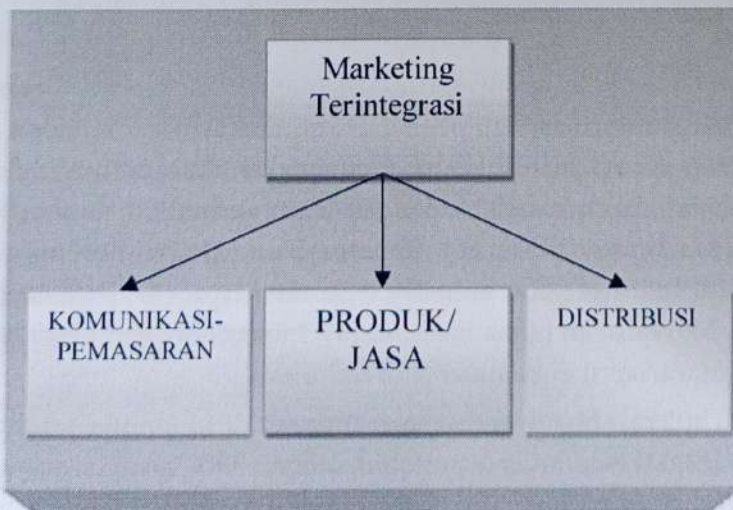 Marketing
Terintegrasi
KOMUNIKASI-
PEMASARAN
PRODUK/
JASA
DISTRIBUSI